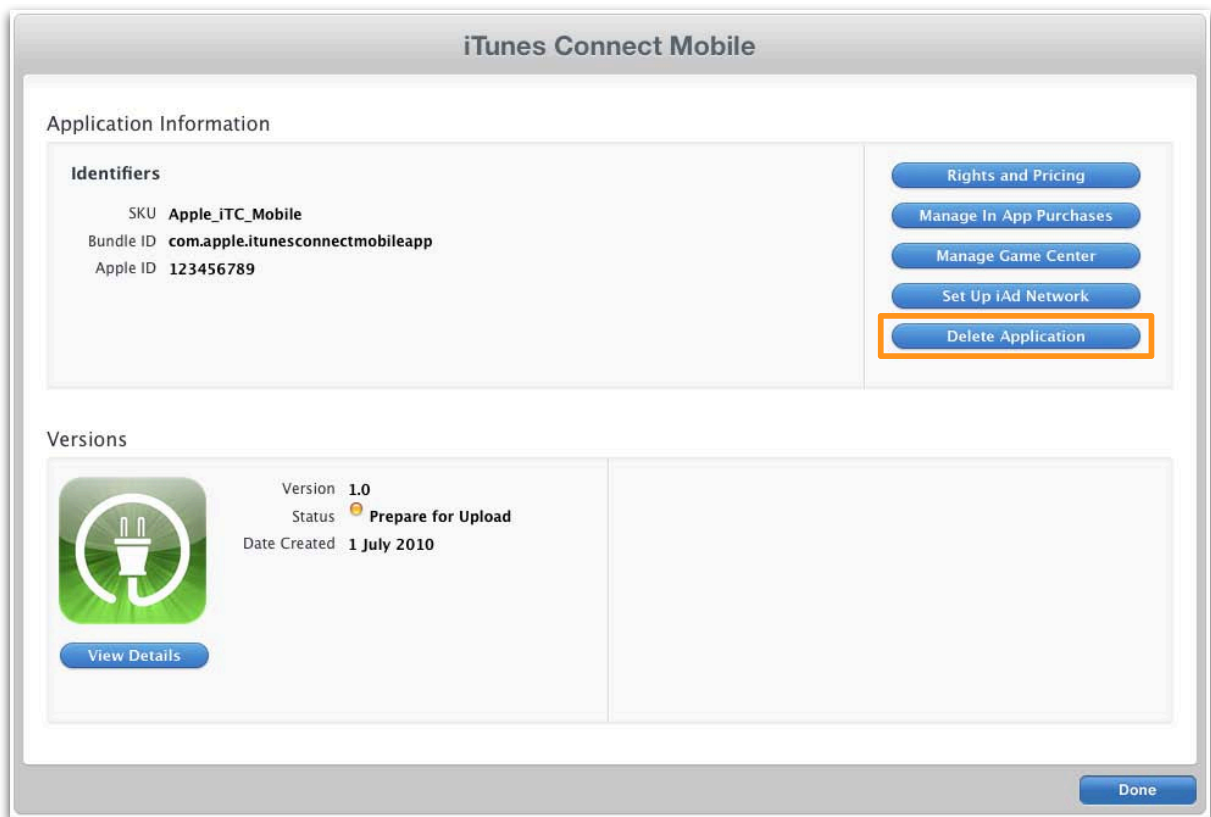 iTunes Connect Mobile
Application Information
Identifiers
SKU Apple_iTC_Mobile
Bundle ID com.apple.itunesconnectmobileapp
Apple ID 123456789
Rights and Pricing
Manage In App Purchases
Manage Game Center
Set Up iAd Network
Delete Application
Versions
Version 1.0
Status Prepare for Upload
Date Created 1 July 2010
View Details
Done